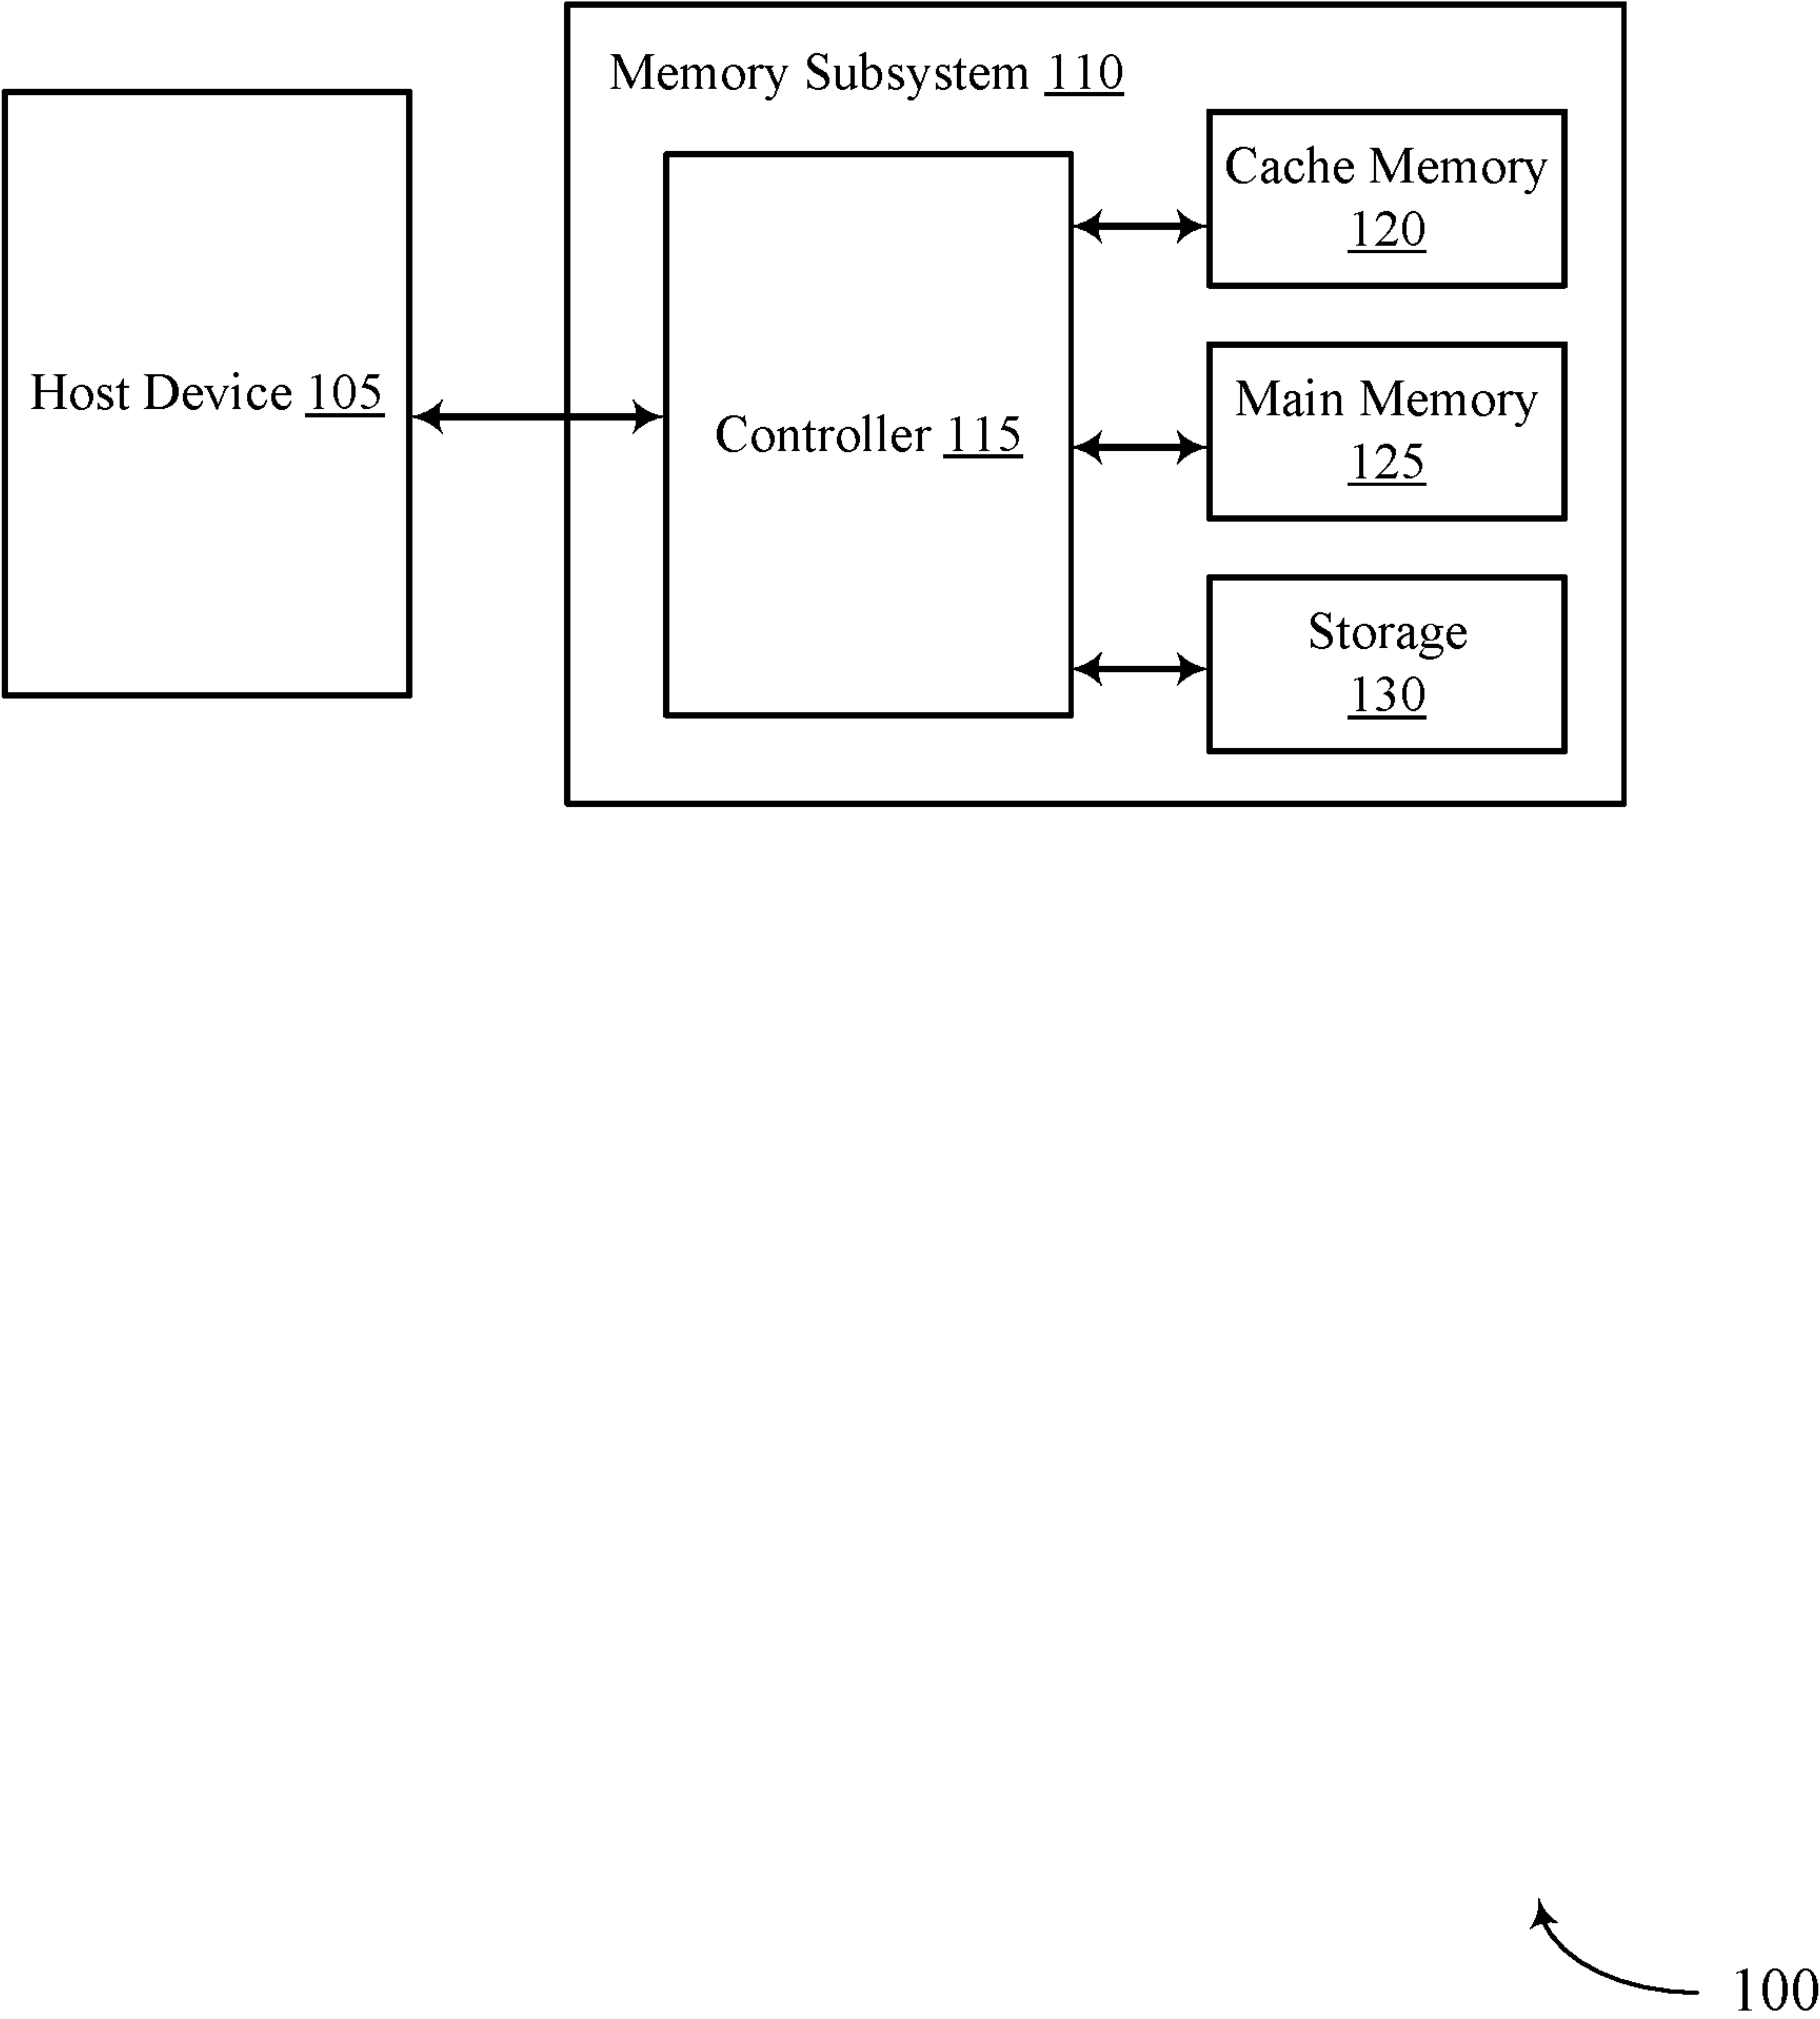 Memory Subsystem 110
Cache Memory
120
Host Device 105
Controller 115
Main Memory
125
Storage
130
100